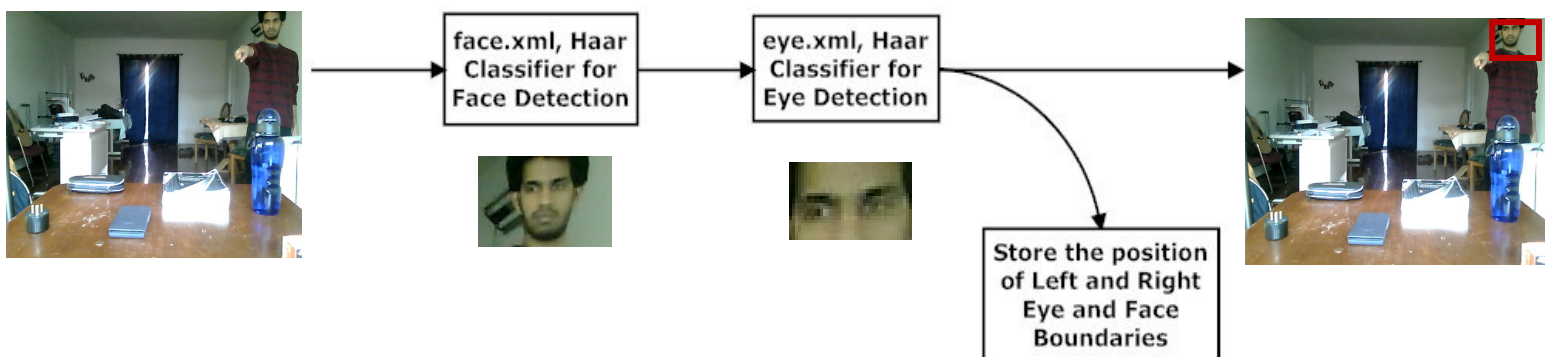 face.xml, Haar
Classifier for
Face Detection
eye.xml, Haar
Classifier for
Eye Detection
Store the position
of Left and Right
Eye and Face
Boundaries